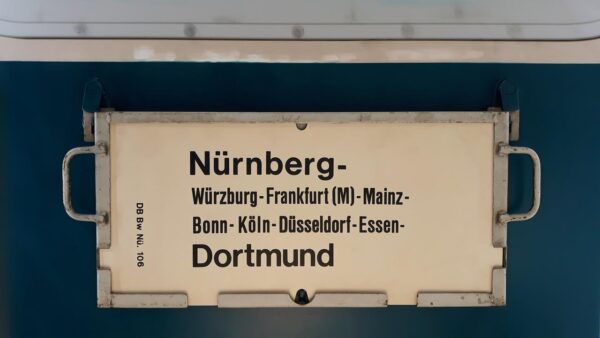 Nürnberg-
Würzburg-Frankfurt (M)-Mainz-
Bonn-Köln-Düsseldorf-Essen-
Dortmund
DB Bw Nü. 106